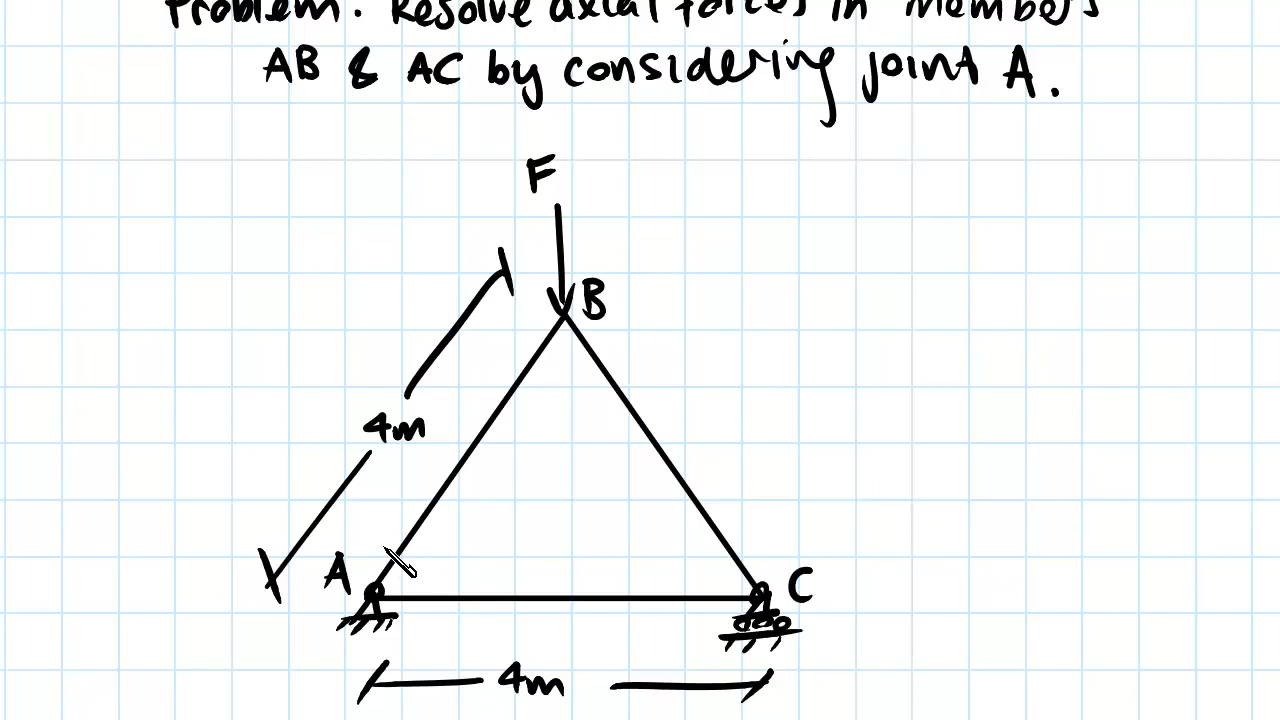 Problem: Resolve axial forces in members
AB & AC by considering joint A.
F
B
4m
A
C
4m